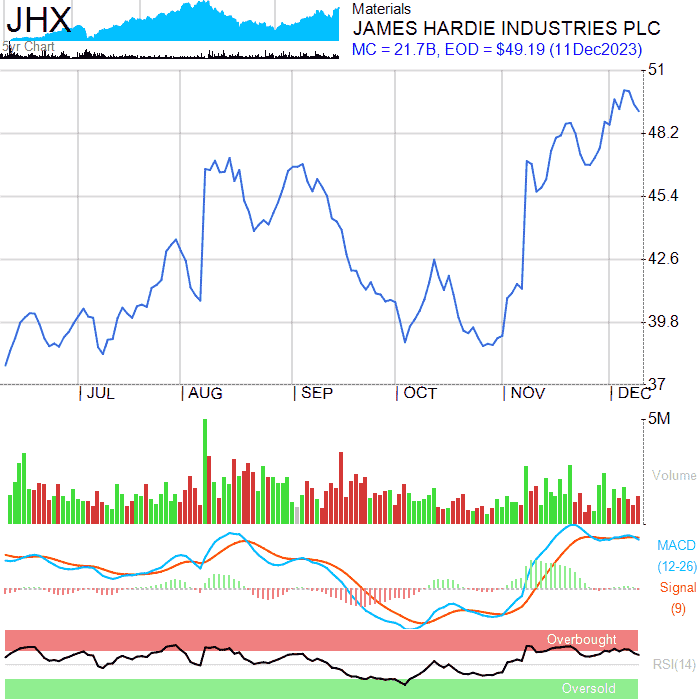 JHX
5yr Chart
Materials
JAMES HARDIE INDUSTRIES PLC
MC = 21.7B, EOD = $49.19 (11Dec2023)
51
48.2
45.4
42.6
39.8
37
JUL AUG SEP OCT NOV DEC
5M
Volume
MACD
(12-26)
Signal
(9)
Overbought
RSI(14)
Oversold